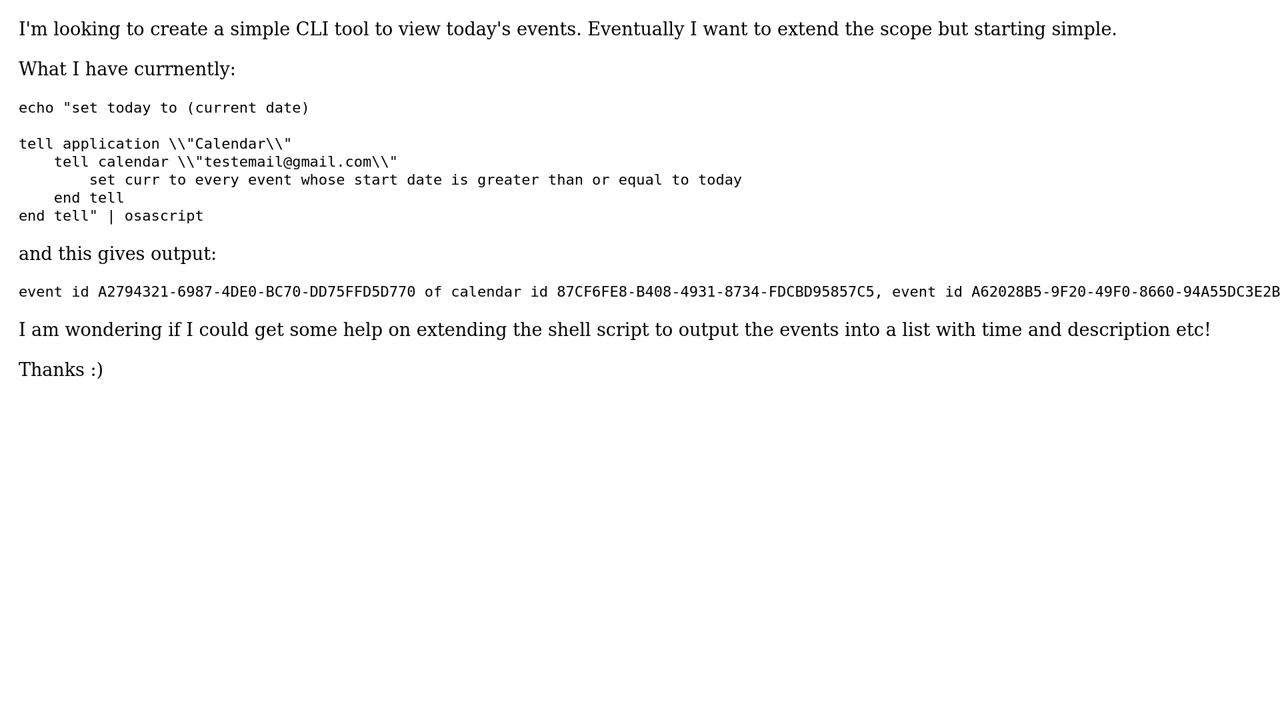 I'm looking to create a simple CLI tool to view today's events. Eventually I want to extend the scope but starting simple.
What I have currnently:
echo "set today to (current date)
tell application \\"Calendar\\"
    tell calendar \\"testemail@gmail.com\\"
        set curr to every event whose start date is greater than or equal to today
    end tell
end tell" | osascript
and this gives output:
event id A2794321-6987-4DE0-BC70-DD75FFD5D770 of calendar id 87CF6FE8-B408-4931-8734-FDCBD95857C5, event id A62028B5-9F20-49F0-8660-94A55DC3E2B
I am wondering if I could get some help on extending the shell script to output the events into a list with time and description etc!
Thanks :)